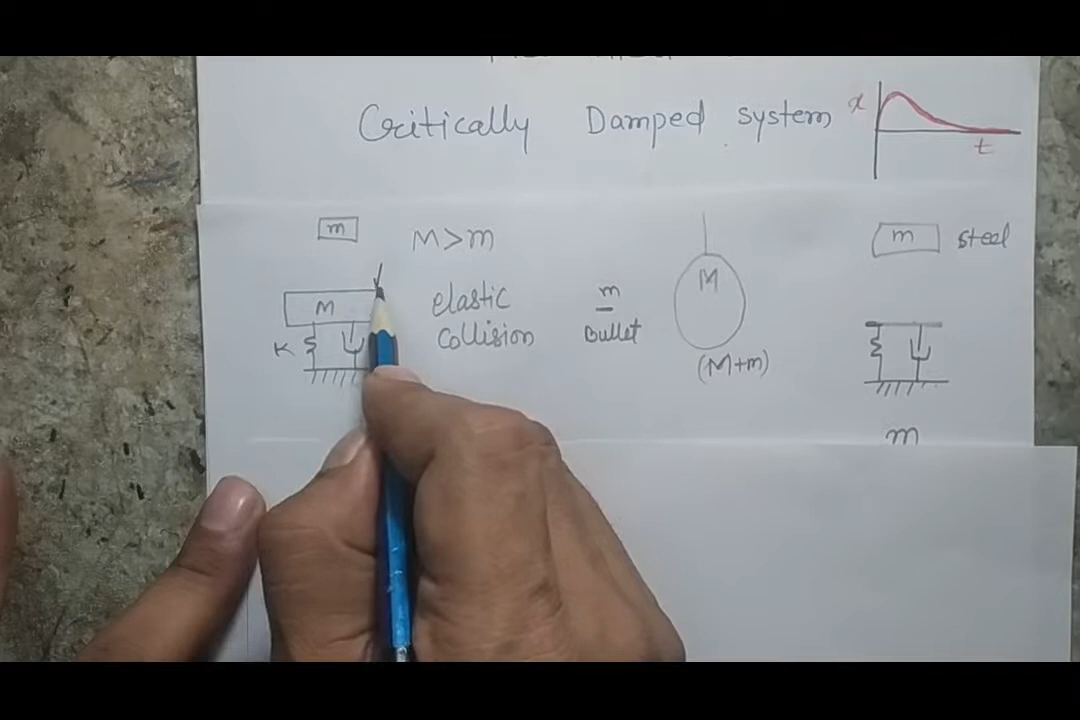 Critically Damped system
x
t
m
M>m
M
K
elastic
collision
m
Bullet
M
(M+m)
m
steel
m